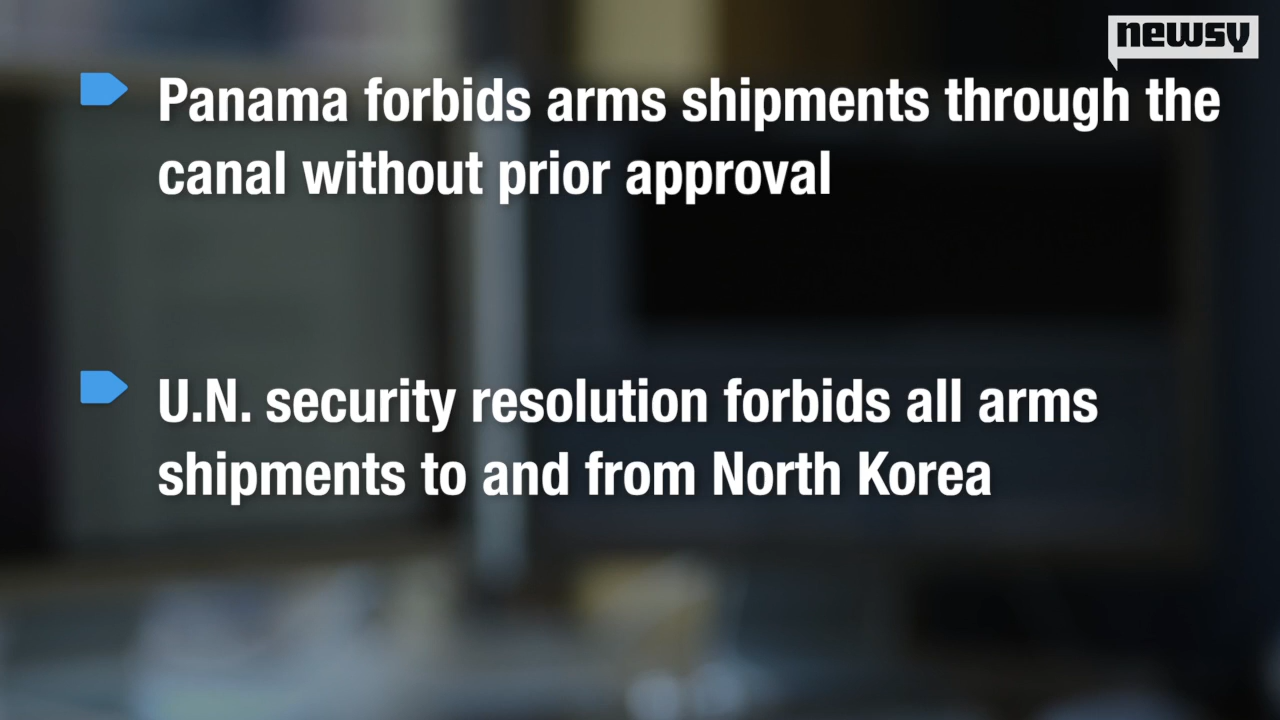 newsy
Panama forbids arms shipments through the
canal without prior approval
U.N. security resolution forbids all arms
shipments to and from North Korea